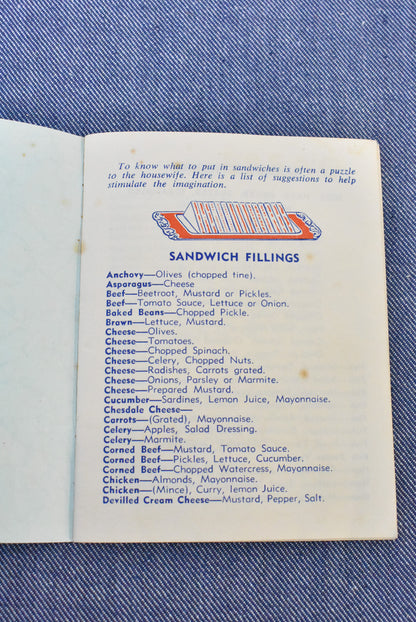 To know what to put in sandwiches is often a puzzle
to the housewife. Here is a list of suggestions to help
stimulate the imagination.
SANDWICH FILLINGS
Anchovy—Olives (chopped fine).
Asparagus—Cheese
Beef—Beetroot, Mustard or Pickles.
Beef—Tomato Sauce, Lettuce or Onion.
Baked Beans—Chopped Pickle.
Brawn—Lettuce, Mustard.
Cheese—Olives.
Cheese—Tomatoes.
Cheese—Chopped Spinach.
Cheese—Celery, Chopped Nuts.
Cheese—Radishes, Carrots grated.
Cheese—Onions, Parsley or Marmite.
Cheese—Prepared Mustard.
Cucumber—Sardines, Lemon Juice, Mayonnaise.
Chesdale Cheese—
Carrots—(Grated), Mayonnaise.
Celery—Apples, Salad Dressing.
Celery—Marmite.
Corned Beef—Mustard, Tomato Sauce.
Corned Beef—Pickles, Lettuce, Cucumber.
Corned Beef—Chopped Watercress, Mayonnaise.
Chicken—Almonds, Mayonnaise.
Chicken—(Mince), Curry, lemon Juice.
Devilled Cream Cheese—Mustard, Pepper, Salt.